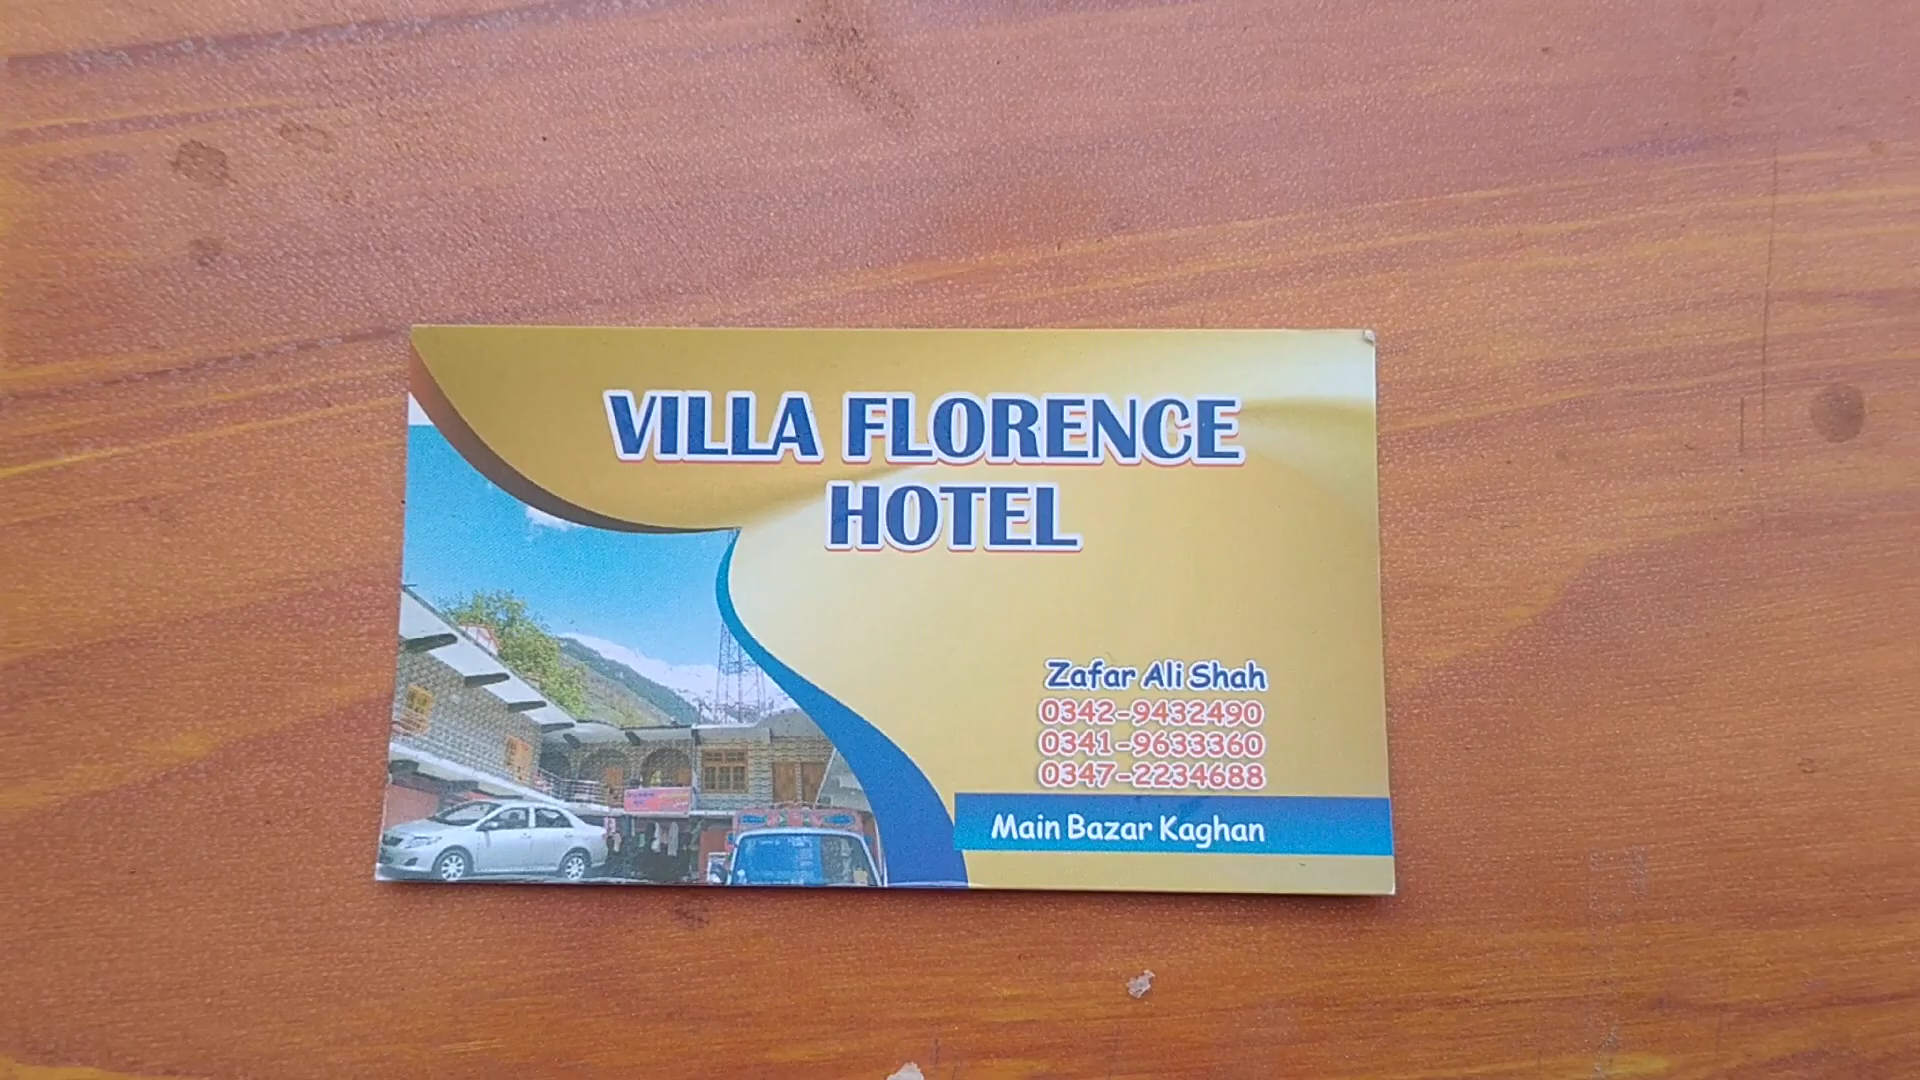 VILLA FLORENCE
HOTEL
Zafar Ali Shah
0342-9432490
0341-9633360
0347-2234688
Main Bazar Kaghan